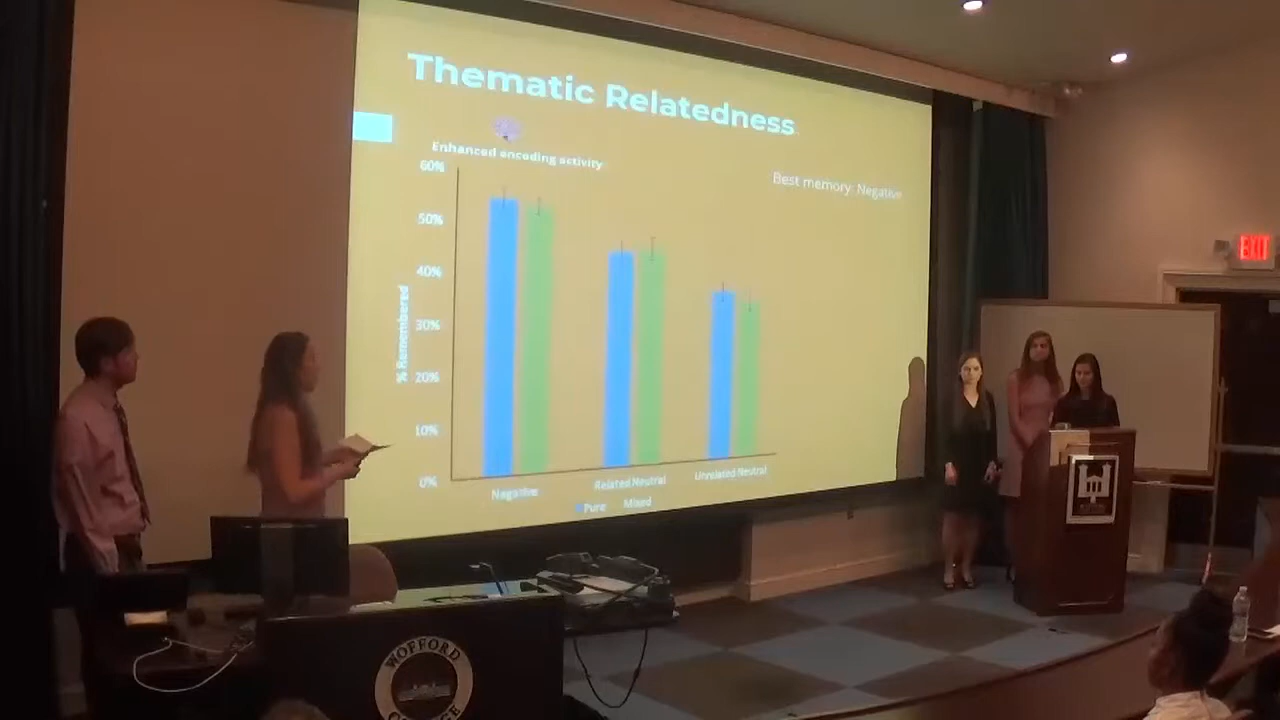 Thematic Relatedness
Enhanced encoding activity
Best memory: Negative
60%
50%
40%
30%
20%
10%
0%
% Remembered
Negative
Related Neutral
Unrelated Neutral
Pure
Mixed
EXIT
WOFFORD
COLLEGE